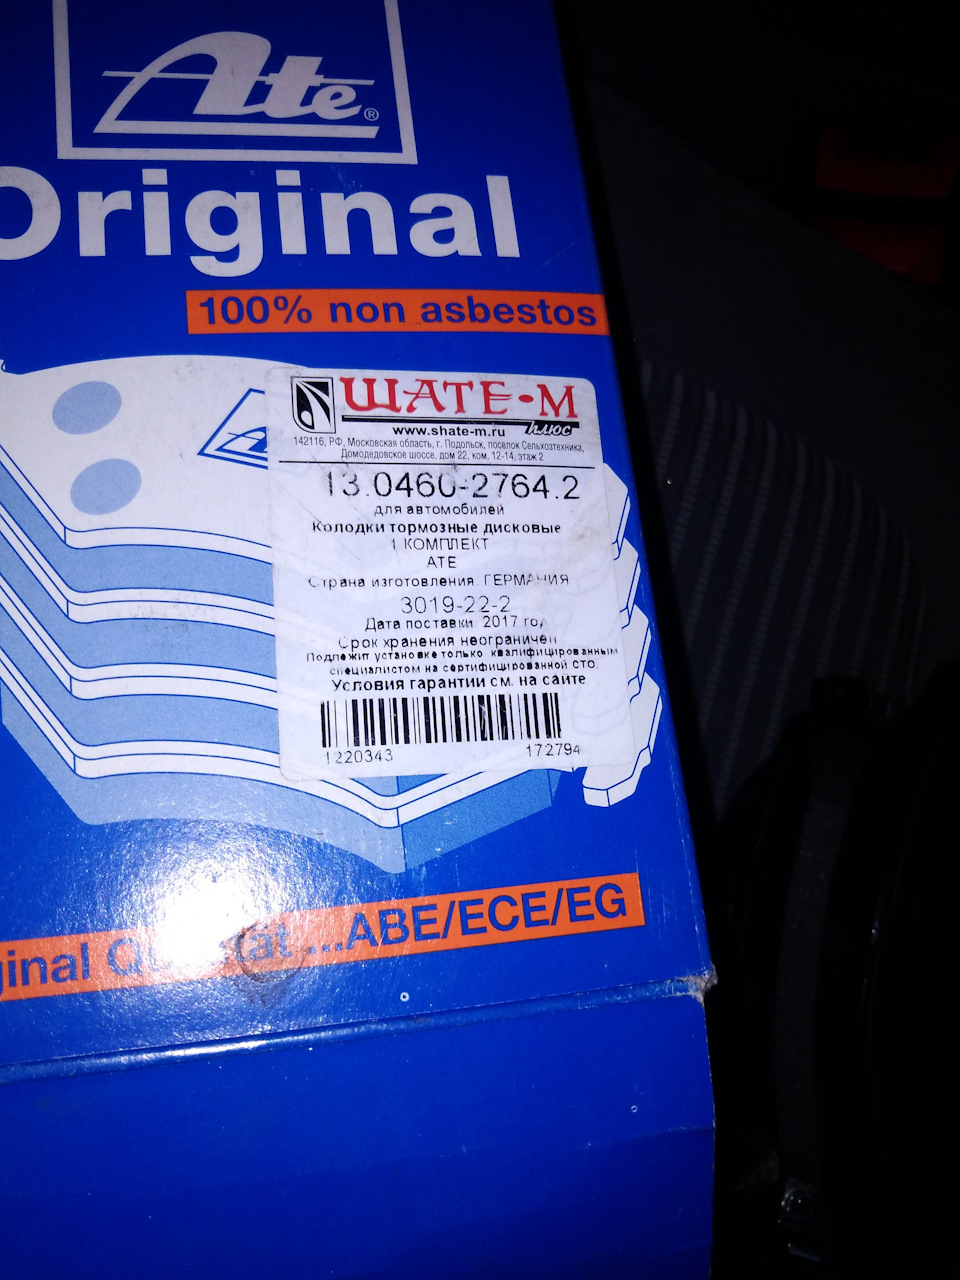 Ate®
Original
100% non asbestos
ШАТЕ-М
плюс
www.shate-m.ru
142116, РФ, Московская область, г. Подольск, поселок Сельхозтехника,
Домодедовское шоссе, дом 22, ком. 12-14, этаж 2
13.0460-2764.2
для автомобилей
Колодки тормозные дисковые
1 КОМПЛЕКТ
ATE
Страна изготовления ГЕРМАНИЯ
3019-22-2
Дата поставки 2017 год
Срок хранения неограничен
Подлежит установке только квалифицированным
специалистом на сертифицированной СТО.
Условия гарантии см. на сайте
1220343 172794
ginal Qualität ...ABE/ECE/EG